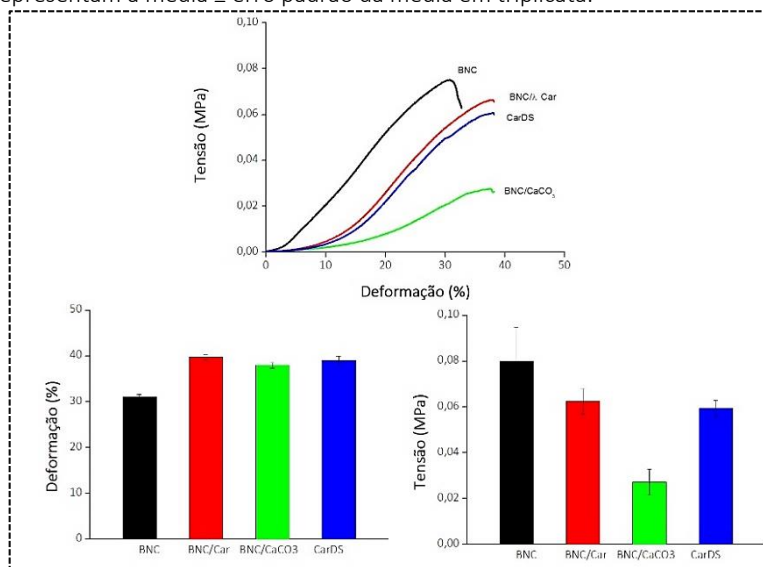 epresentam a média ± erro padrão da média em triplicata.
0,10
0,08
0,06
0,04
0,02
0,00
Tensão (MPa)
BNC
BNC/λ Car
CarDS
BNC/CaCO3
0
10
20
30
40
50
Deformação (%)
50
40
30
20
10
0
Deformação (%)
BNC
BNC/Car
BNC/CaCO3
CarDS
0,10
0,08
0,06
0,04
0,02
0,00
Tensão (MPa)
BNC
BNC/Car
BNC/CaCO3
CarDS